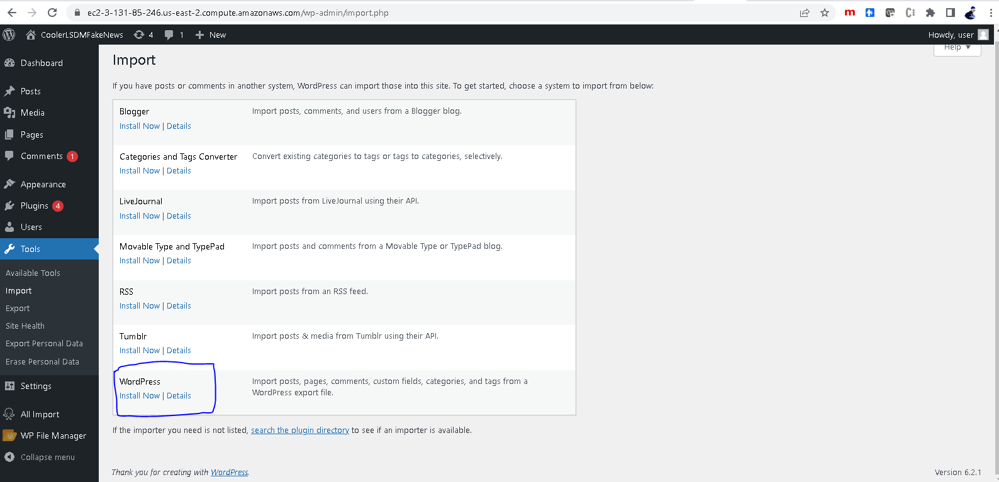 ec2-3-131-85-246.us-east-2.compute.amazonaws.com/wp-admin/import.php
CoolerLSDMFakeNews 4 1 New Howdy, user
Help
Dashboard
Posts
Media
Pages
Comments 1
Appearance
Plugins 4
Users
Tools
Available Tools
Import
Export
Site Health
Export Personal Data
Erase Personal Data
Settings
All Import
WP File Manager
Collapse menu
Import
If you have posts or comments in another system, WordPress can import those into this site. To get started, choose a system to import from below:
Blogger Import posts, comments, and users from a Blogger blog.
Install Now | Details
Categories and Tags Converter Convert existing categories to tags or tags to categories, selectively.
Install Now | Details
LiveJournal Import posts from LiveJournal using their API.
Install Now | Details
Movable Type and TypePad Import posts and comments from a Movable Type or TypePad blog.
Install Now | Details
RSS Import posts from an RSS feed.
Install Now | Details
Tumblr Import posts & media from Tumblr using their API.
Install Now | Details
WordPress Import posts, pages, comments, custom fields, categories, and tags from a
Install Now | Details WordPress export file.
If the importer you need is not listed, search the plugin directory to see if an importer is available.
Thank you for creating with WordPress. Version 6.2.1